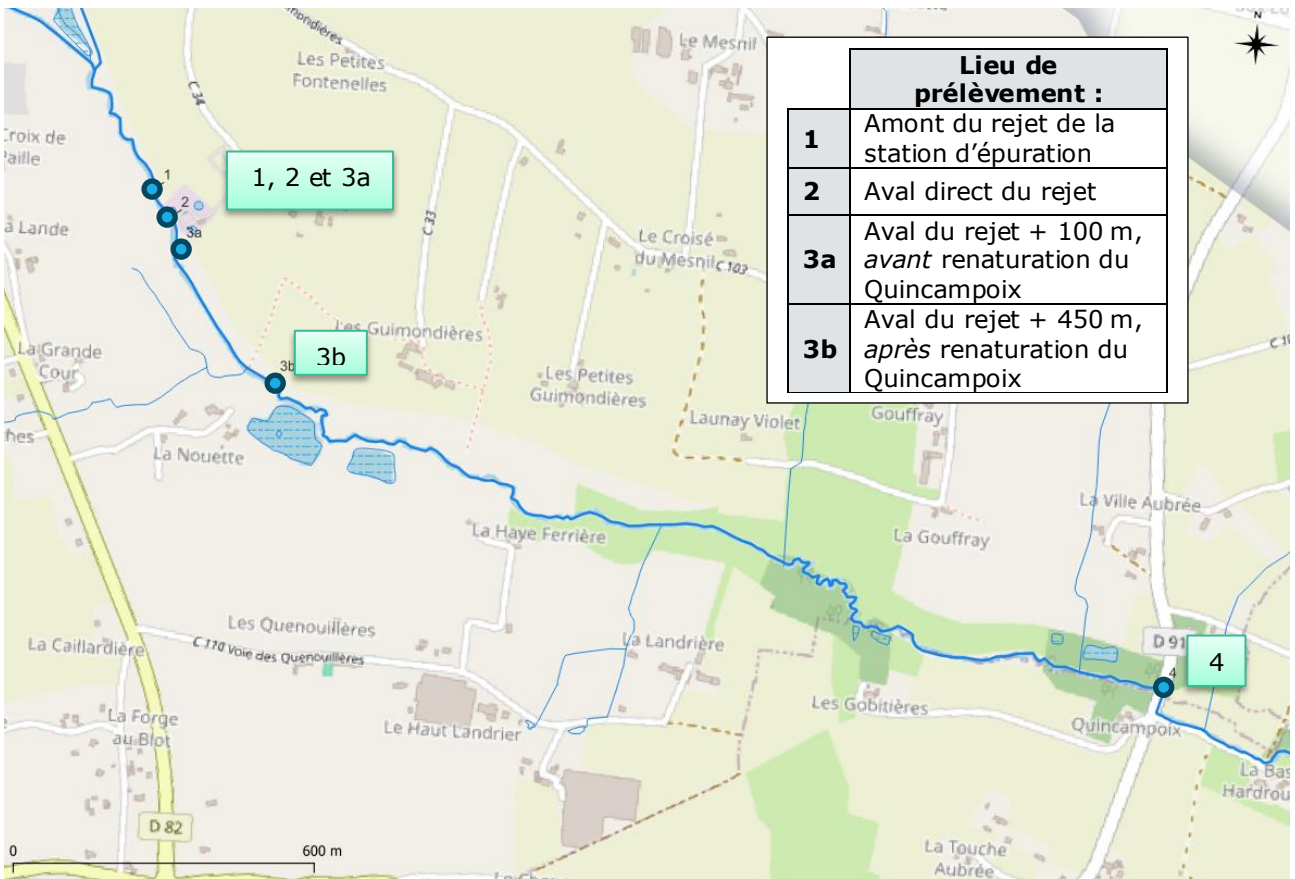 Guimondières
Les Petites
Fontenelles
Le Mesnil
N
C 34
Croix de
Paille
1
2
3a
1, 2 et 3a
à Lande
C 33
Le Croisé
du Mesnil
C 103
Lieu de
prélèvement :
1
Amont du rejet de la
station d'épuration
2
Aval direct du rejet
3a
Aval du rejet + 100 m,
avant renaturation du
Quincampoix
3b
Aval du rejet + 450 m,
après renaturation du
Quincampoix
La Grande
Cour
Les Guimondières
3b
3b
Les Petites
Guimondières
Launay Violet
Gouffray
hes
La Nouette
La Ville Aubrée
La Haye Ferrière
La Gouffray
Les Quenouillères
La Caillardière
C 110 Voie des Quenouillères
La Landrière
D 91
4
4
La Forge
au Blot
Le Haut Landrier
Les Gobitières
Quincampoix
La Bas
Hardrou
D 82
0
600 m
La Touche
Aubrée